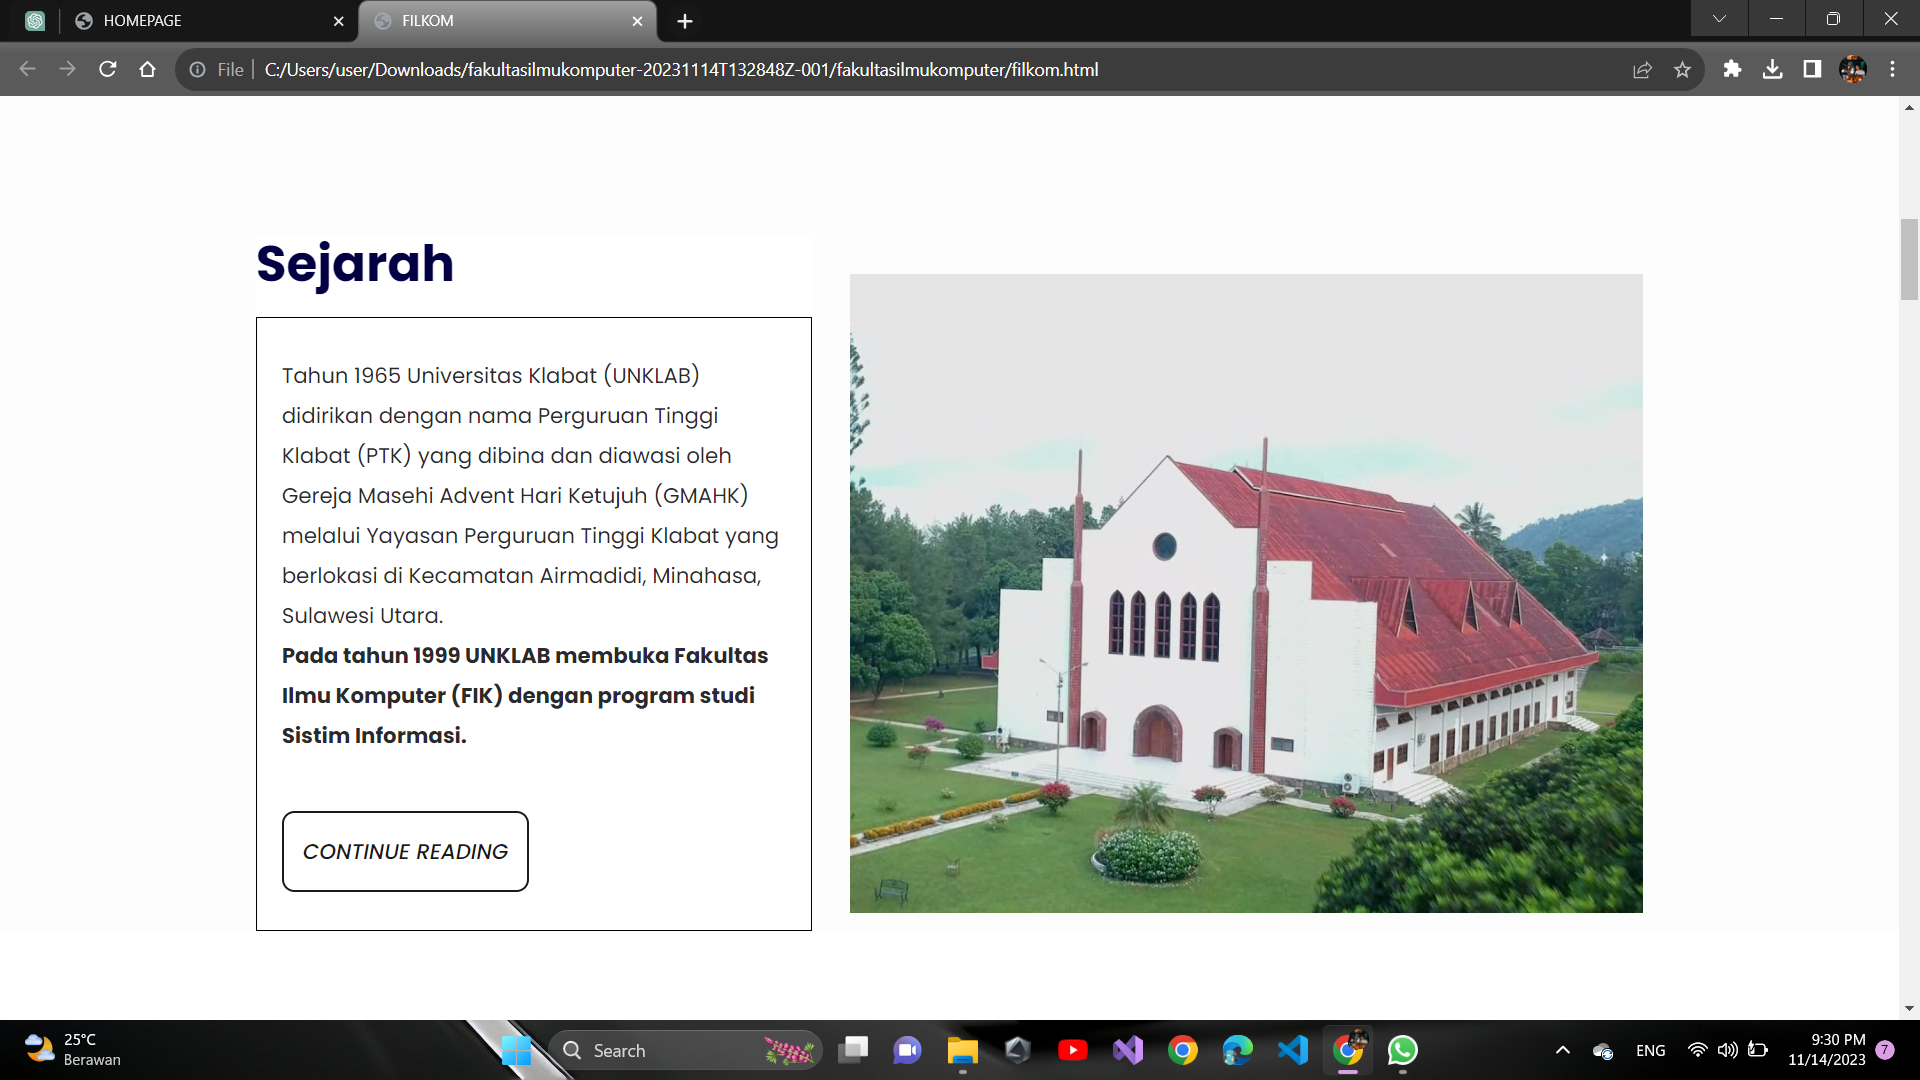 HOMEPAGE
FILKOM
File
C:/Users/user/Downloads/fakultasilmukomputer-20231114T132848Z-001/fakultasilmukomputer/filkom.html
Sejarah
Tahun 1965 Universitas Klabat (UNKLAB)
didirikan dengan nama Perguruan Tinggi
Klabat (PTK) yang dibina dan diawasi oleh
Gereja Masehi Advent Hari Ketujuh (GMAHK)
melalui Yayasan Perguruan Tinggi Klabat yang
berlokasi di Kecamatan Airmadidi, Minahasa,
Sulawesi Utara.
Pada tahun 1999 UNKLAB membuka Fakultas
Ilmu Komputer (FIK) dengan program studi
Sistim Informasi.
CONTINUE READING
25°C
Berawan
Search
ENG
9:30 PM
11/14/2023
7